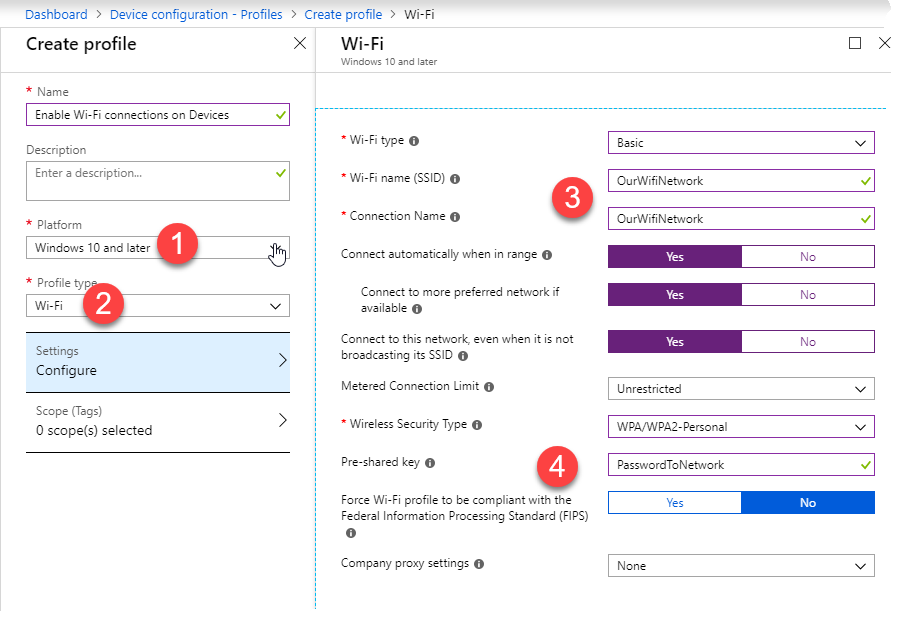 Dashboard > Device configuration - Profiles > Create profile > Wi-Fi
Create profile
* Name
Enable Wi-Fi connections on Devices
Description
Enter a description...
* Platform
Windows 10 and later
1
* Profile type
Wi-Fi
2
Settings
Configure
Scope (Tags)
0 scope(s) selected
Wi-Fi
Windows 10 and later
* Wi-Fi type
Basic
* Wi-Fi name (SSID)
OurWifiNetwork
3
* Connection Name
OurWifiNetwork
Connect automatically when in range
Yes No
Connect to more preferred network if
available
Yes No
Connect to this network, even when it is not
broadcasting its SSID
Yes No
Metered Connection Limit
Unrestricted
* Wireless Security Type
WPA/WPA2-Personal
Pre-shared key
PasswordToNetwork
4
Force Wi-Fi profile to be compliant with the
Federal Information Processing Standard (FIPS)
Yes No
Company proxy settings
None